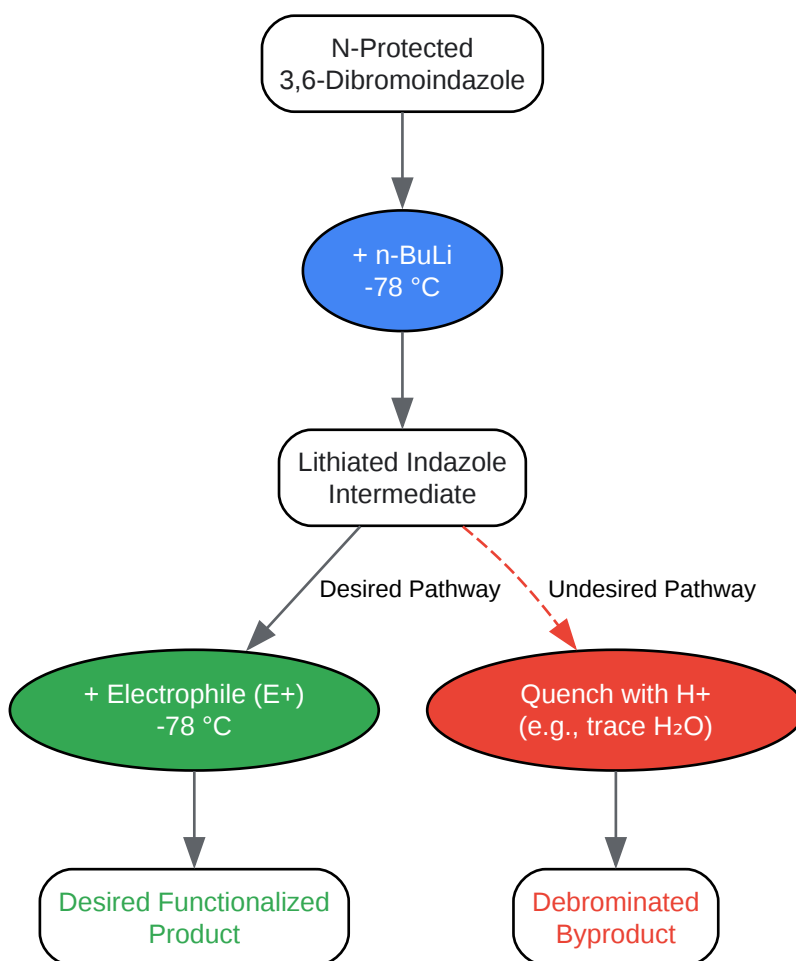 N-Protected
3,6-Dibromoindazole
+ n-BuLi
-78 °C
Lithiated Indazole
Intermediate
Desired Pathway
Undesired Pathway
+ Electrophile (E+)
-78 °C
Quench with H+
(e.g., trace H₂O)
Desired Functionalized
Product
Debrominated
Byproduct